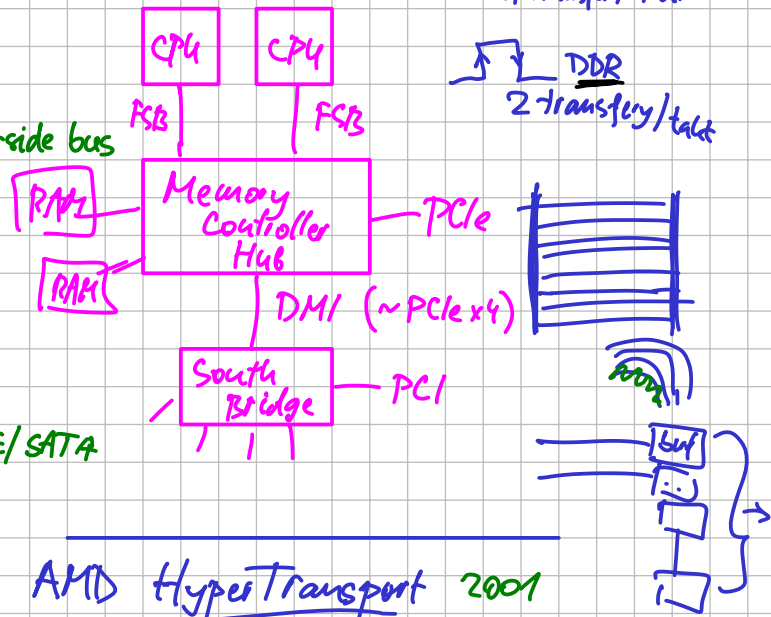 CPU
CPU
DDR
2 transfery/takt
FSB
FSB
-side bus
RAM
Memory
Controller
Hub
PCIe
RAM
DMI (~PCIe x4)
South
Bridge
PCI
/SATA
buf
AMD HyperTransport 2001